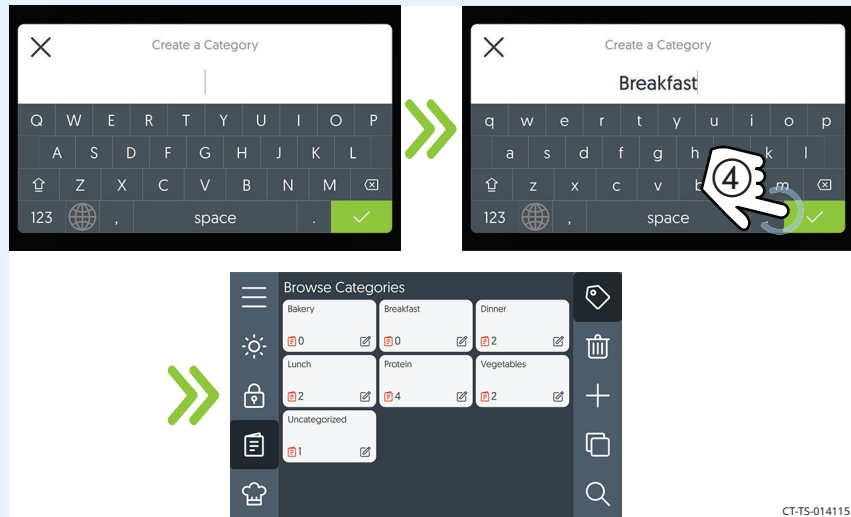 Create a Category
Q W E R T Y U I O P
A S D F G H J K L
Z X C V B N M
123 , space .
Create a Category
Breakfast
q w e r t y u i o p
a s d f g h k l
z x c v b m
123 , space .
4
Browse Categories
Bakery Breakfast Dinner
0 0 2
Lunch Protein Vegetables
2 4 2
Uncategorized
1
CT-TS-014115